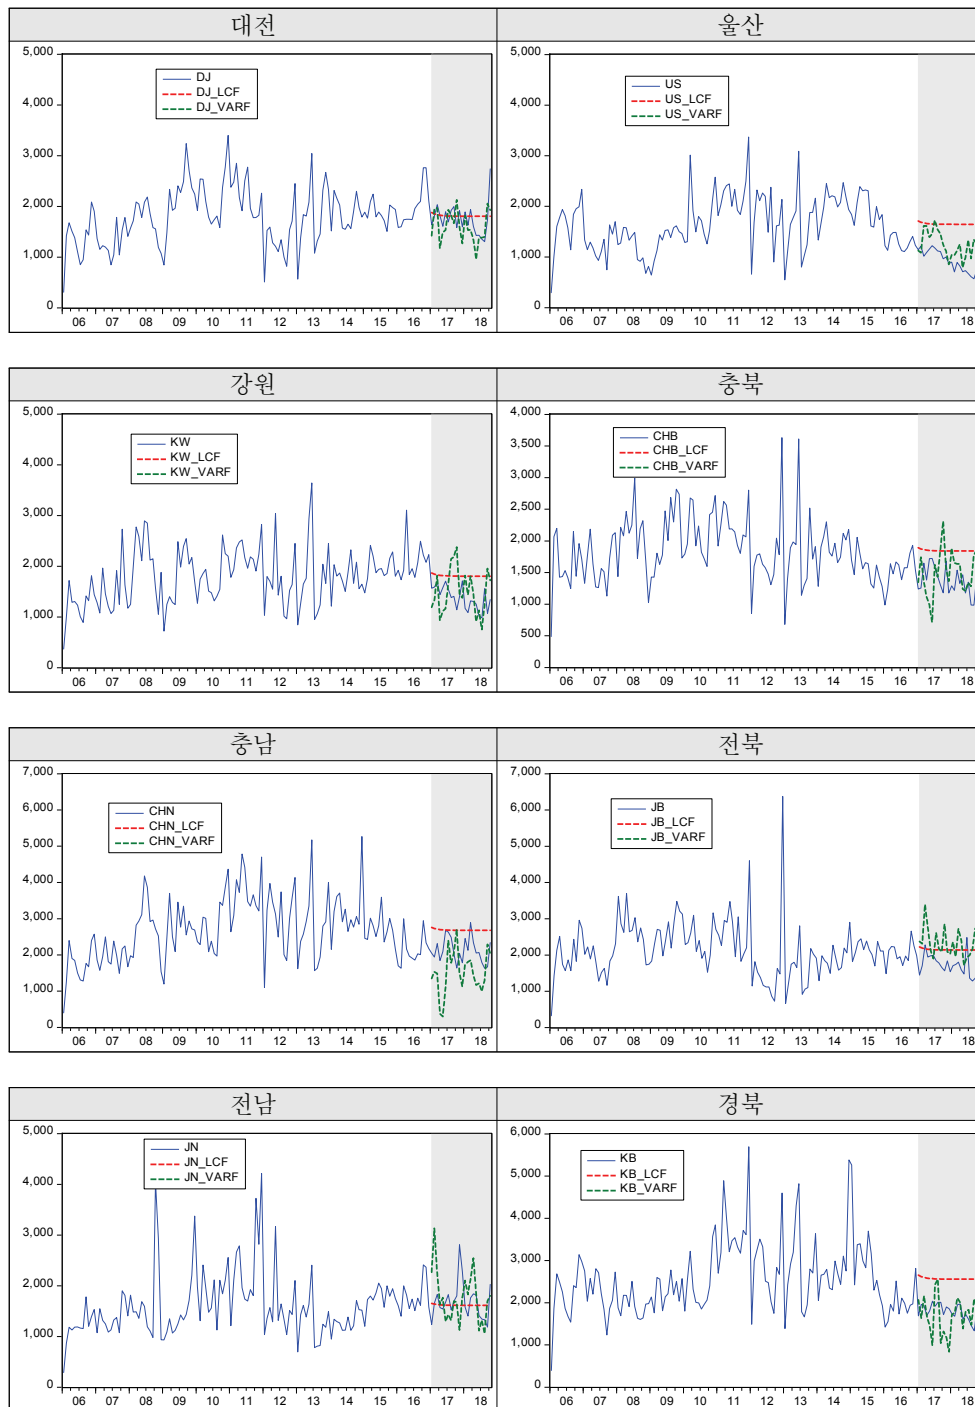 대전
울산
5,000
4,000
3,000
2,000
1,000
0
DJ
DJ_LCF
DJ_VARF
06 07 08 09 10 11 12 13 14 15 16 17 18
5,000
4,000
3,000
2,000
1,000
0
US
US_LCF
US_VARF
06 07 08 09 10 11 12 13 14 15 16 17 18
강원
충북
5,000
4,000
3,000
2,000
1,000
0
KW
KW_LCF
KW_VARF
06 07 08 09 10 11 12 13 14 15 16 17 18
4,000
3,500
3,000
2,500
2,000
1,500
1,000
500
0
CHB
CHB_LCF
CHB_VARF
06 07 08 09 10 11 12 13 14 15 16 17 18
충남
전북
7,000
6,000
5,000
4,000
3,000
2,000
1,000
0
CHN
CHN_LCF
CHN_VARF
06 07 08 09 10 11 12 13 14 15 16 17 18
7,000
6,000
5,000
4,000
3,000
2,000
1,000
0
JB
JB_LCF
JB_VARF
06 07 08 09 10 11 12 13 14 15 16 17 18
전남
경북
5,000
4,000
3,000
2,000
1,000
0
JN
JN_LCF
JN_VARF
06 07 08 09 10 11 12 13 14 15 16 17 18
6,000
5,000
4,000
3,000
2,000
1,000
0
KB
KB_LCF
KB_VARF
06 07 08 09 10 11 12 13 14 15 16 17 18